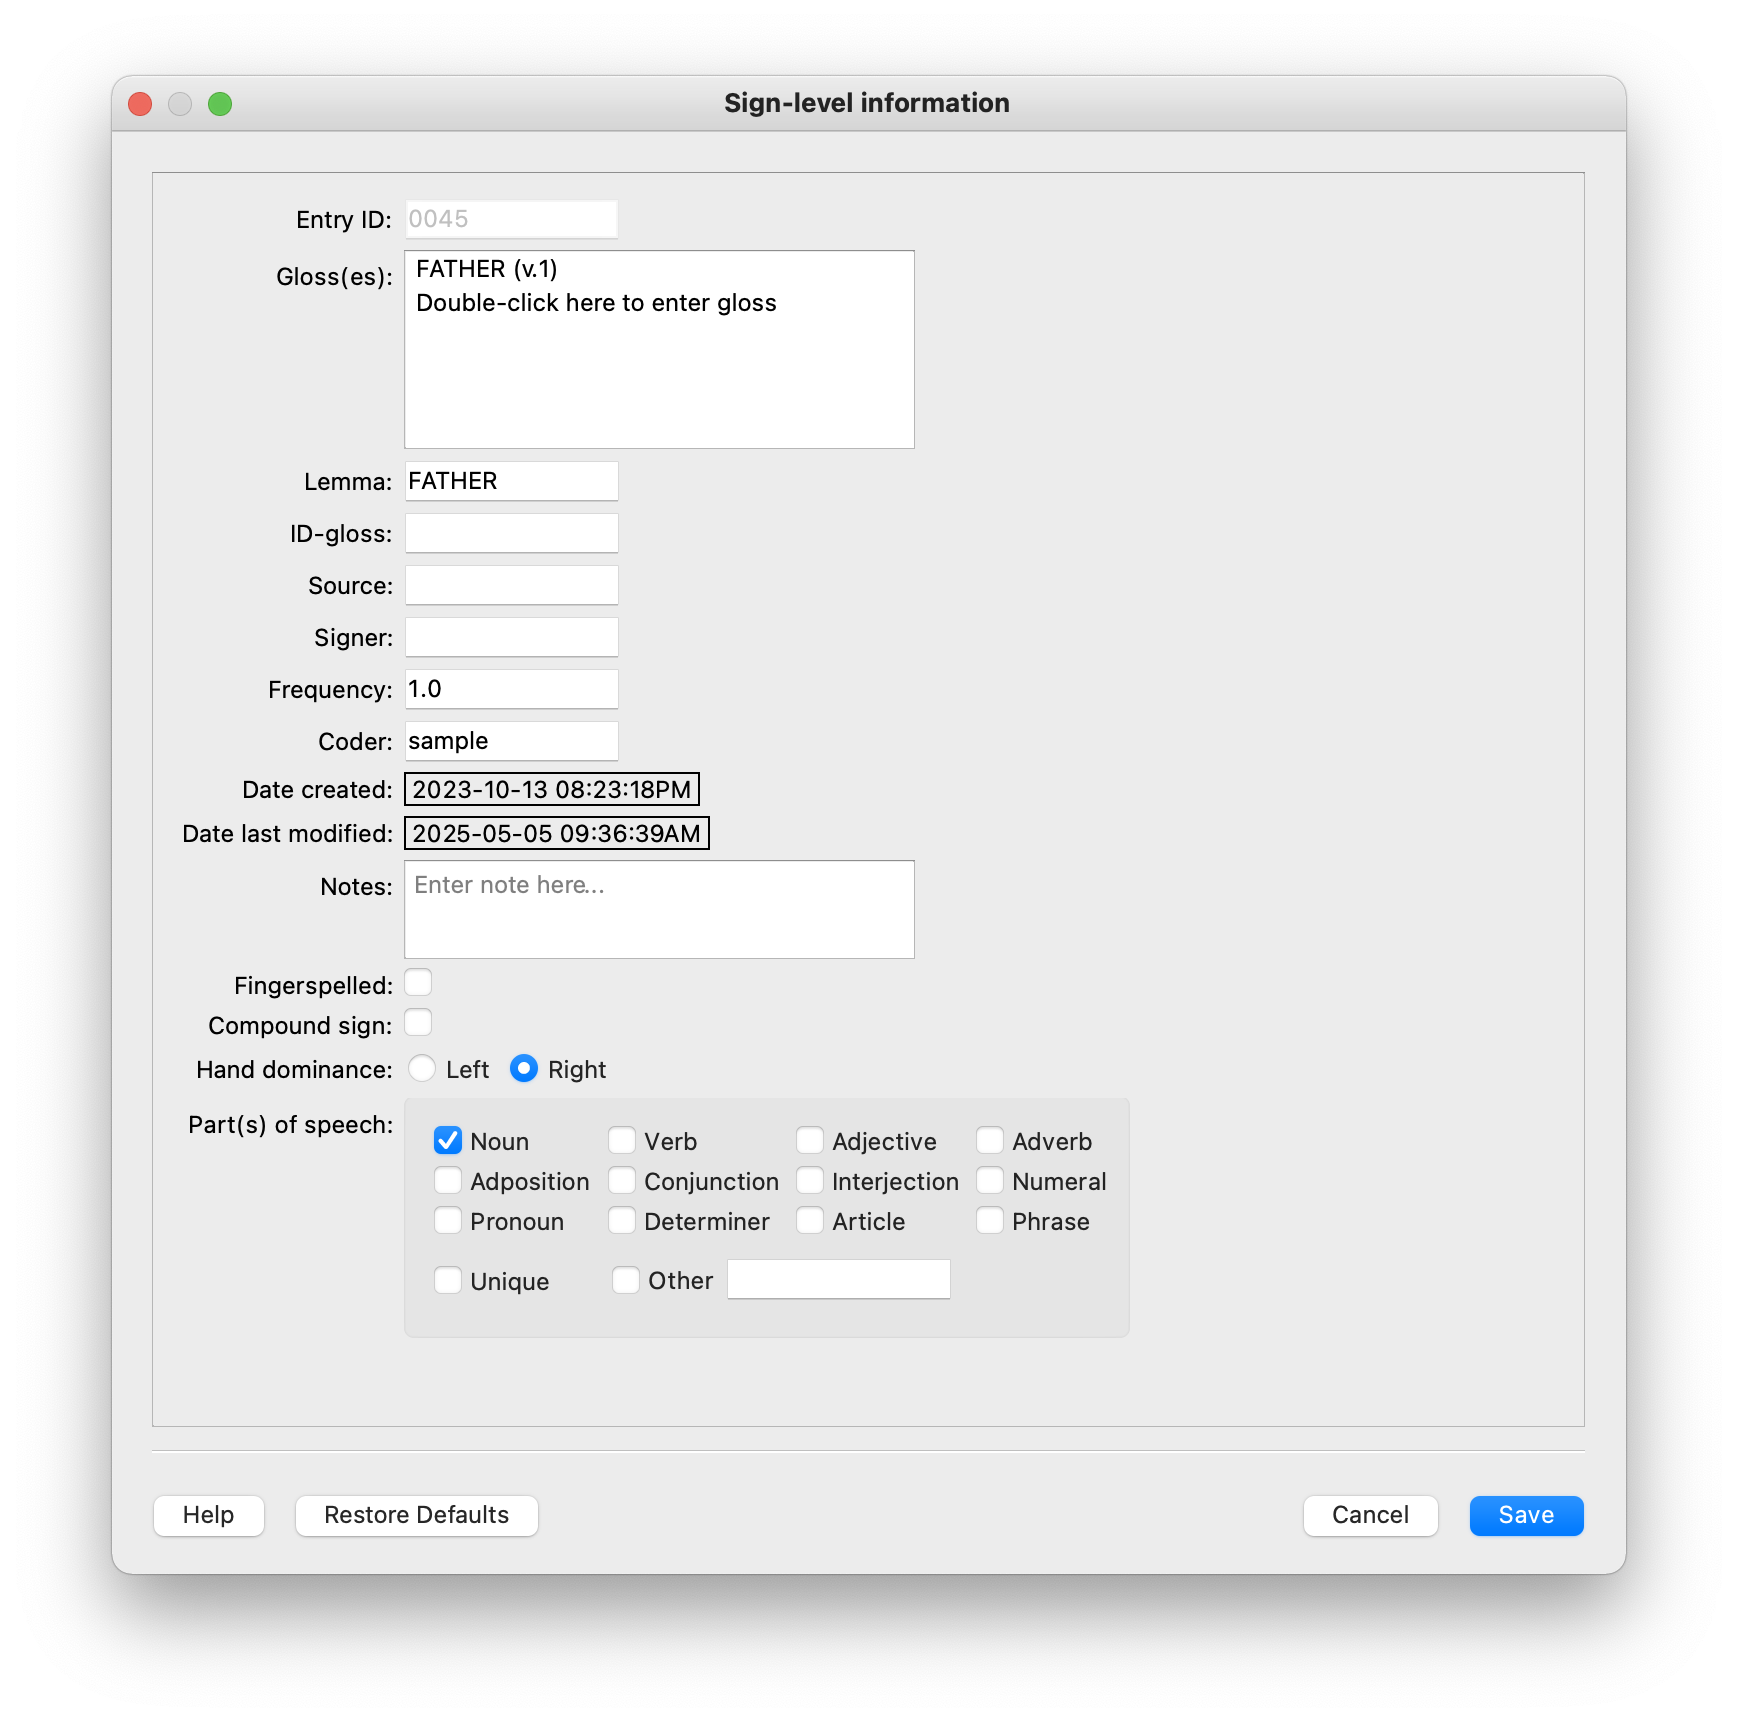 Sign-level information
Entry ID: 0045
Gloss(es): FATHER (v.1)
Double-click here to enter gloss
Lemma: FATHER
ID-gloss:
Source:
Signer:
Frequency: 1.0
Coder: sample
Date created: 2023-10-13 08:23:18PM
Date last modified: 2025-05-05 09:36:39AM
Notes: Enter note here...
Fingerspelled:
Compound sign:
Hand dominance: Left Right
Part(s) of speech:
Noun Verb Adjective Adverb
Adposition Conjunction Interjection Numeral
Pronoun Determiner Article Phrase
Unique Other
Help Restore Defaults Cancel Save